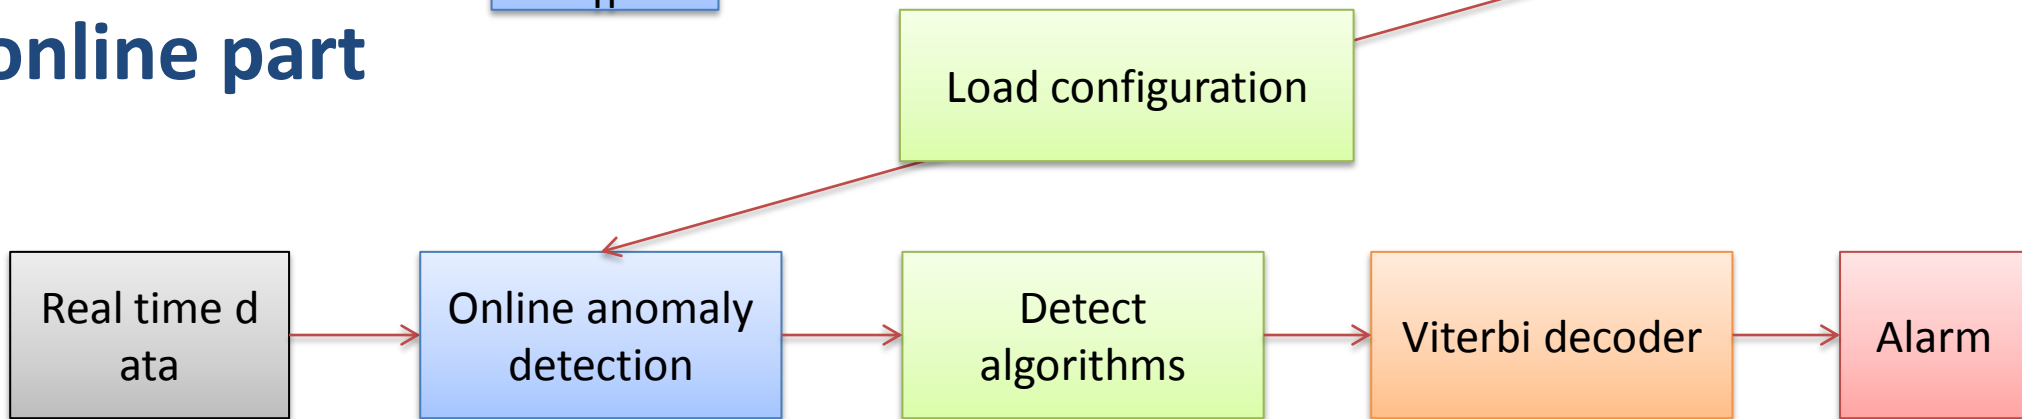 online part
Load configuration
Real time d
ata
Online anomaly
detection
Detect
algorithms
Viterbi decoder
Alarm